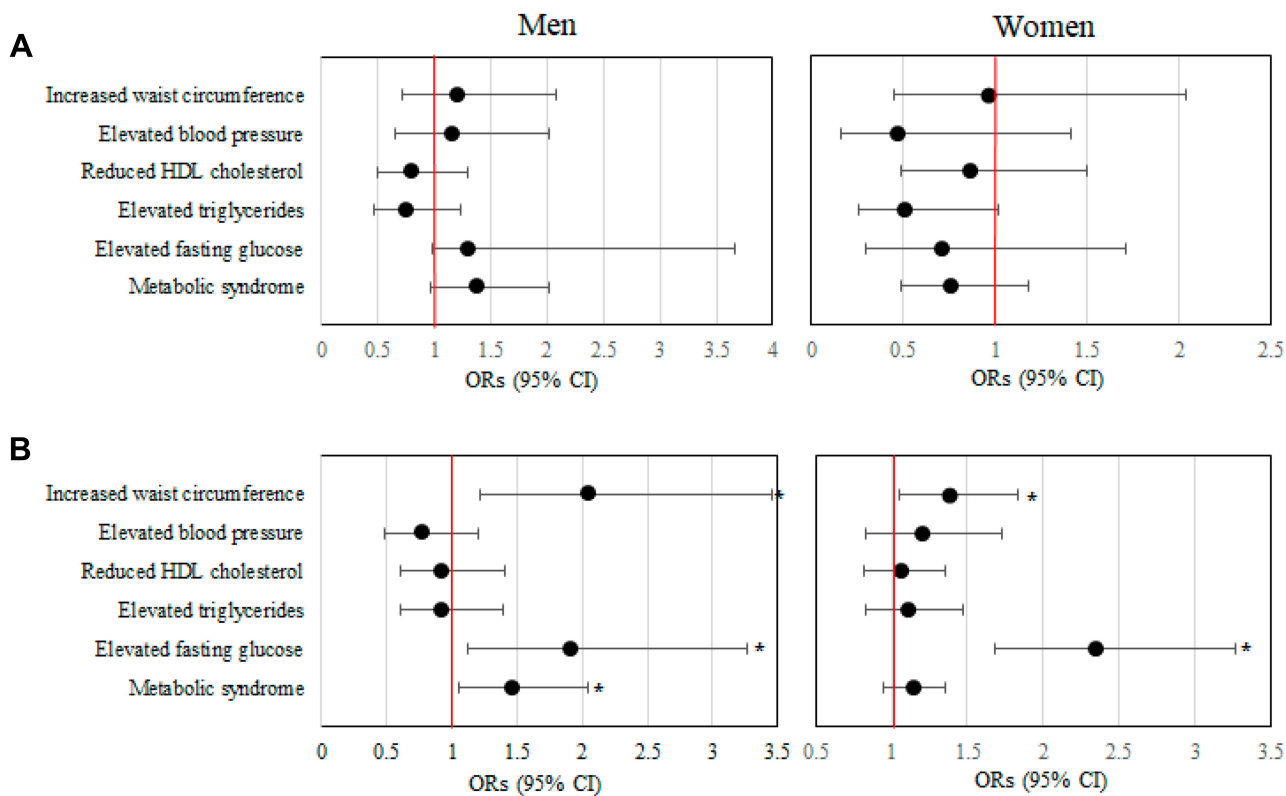 A
Men
Women
Increased waist circumference
Elevated blood pressure
Reduced HDL cholesterol
Elevated triglycerides
Elevated fasting glucose
Metabolic syndrome
0 0.5 1 1.5 2 2.5 3 3.5 4
ORs (95% CI)
0 0.5 1 1.5 2 2.5
ORs (95% CI)
B
Increased waist circumference
Elevated blood pressure
Reduced HDL cholesterol
Elevated triglycerides
Elevated fasting glucose
Metabolic syndrome
*
*
*
*
*
0 0.5 1 1.5 2 2.5 3 3.5
ORs (95% CI)
0.5 1 1.5 2 2.5 3 3.5
ORs (95% CI)